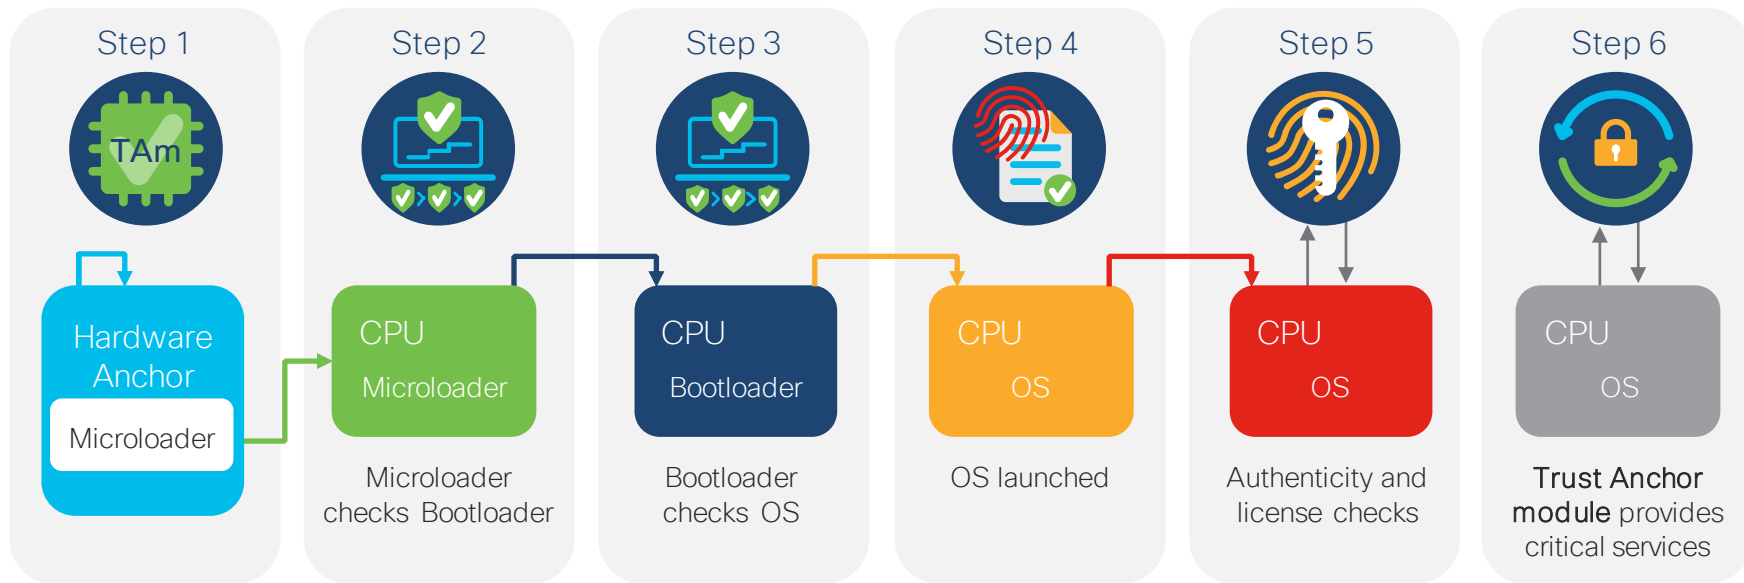 Step 1
TAm
Hardware
Anchor
Microloader
Step 2
CPU
Microloader
Microloader
checks Bootloader
Step 3
CPU
Bootloader
Bootloader
checks OS
Step 4
CPU
OS
OS launched
Step 5
CPU
OS
Authenticity and
license checks
Step 6
CPU
OS
Trust Anchor
module provides
critical services